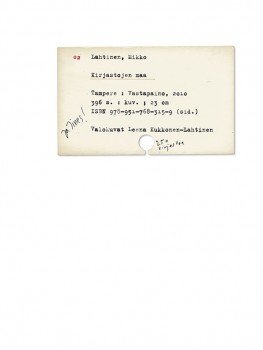 02 Lahtinen, Mikko
Kirjastojen maa
Tampere : Vastapaino, 2010
396 s. : kuv. ; 23 cm
ISBN 978-951-768-315-9 (sid.)
Valokuvat Leena Kukkonen-Lahtinen